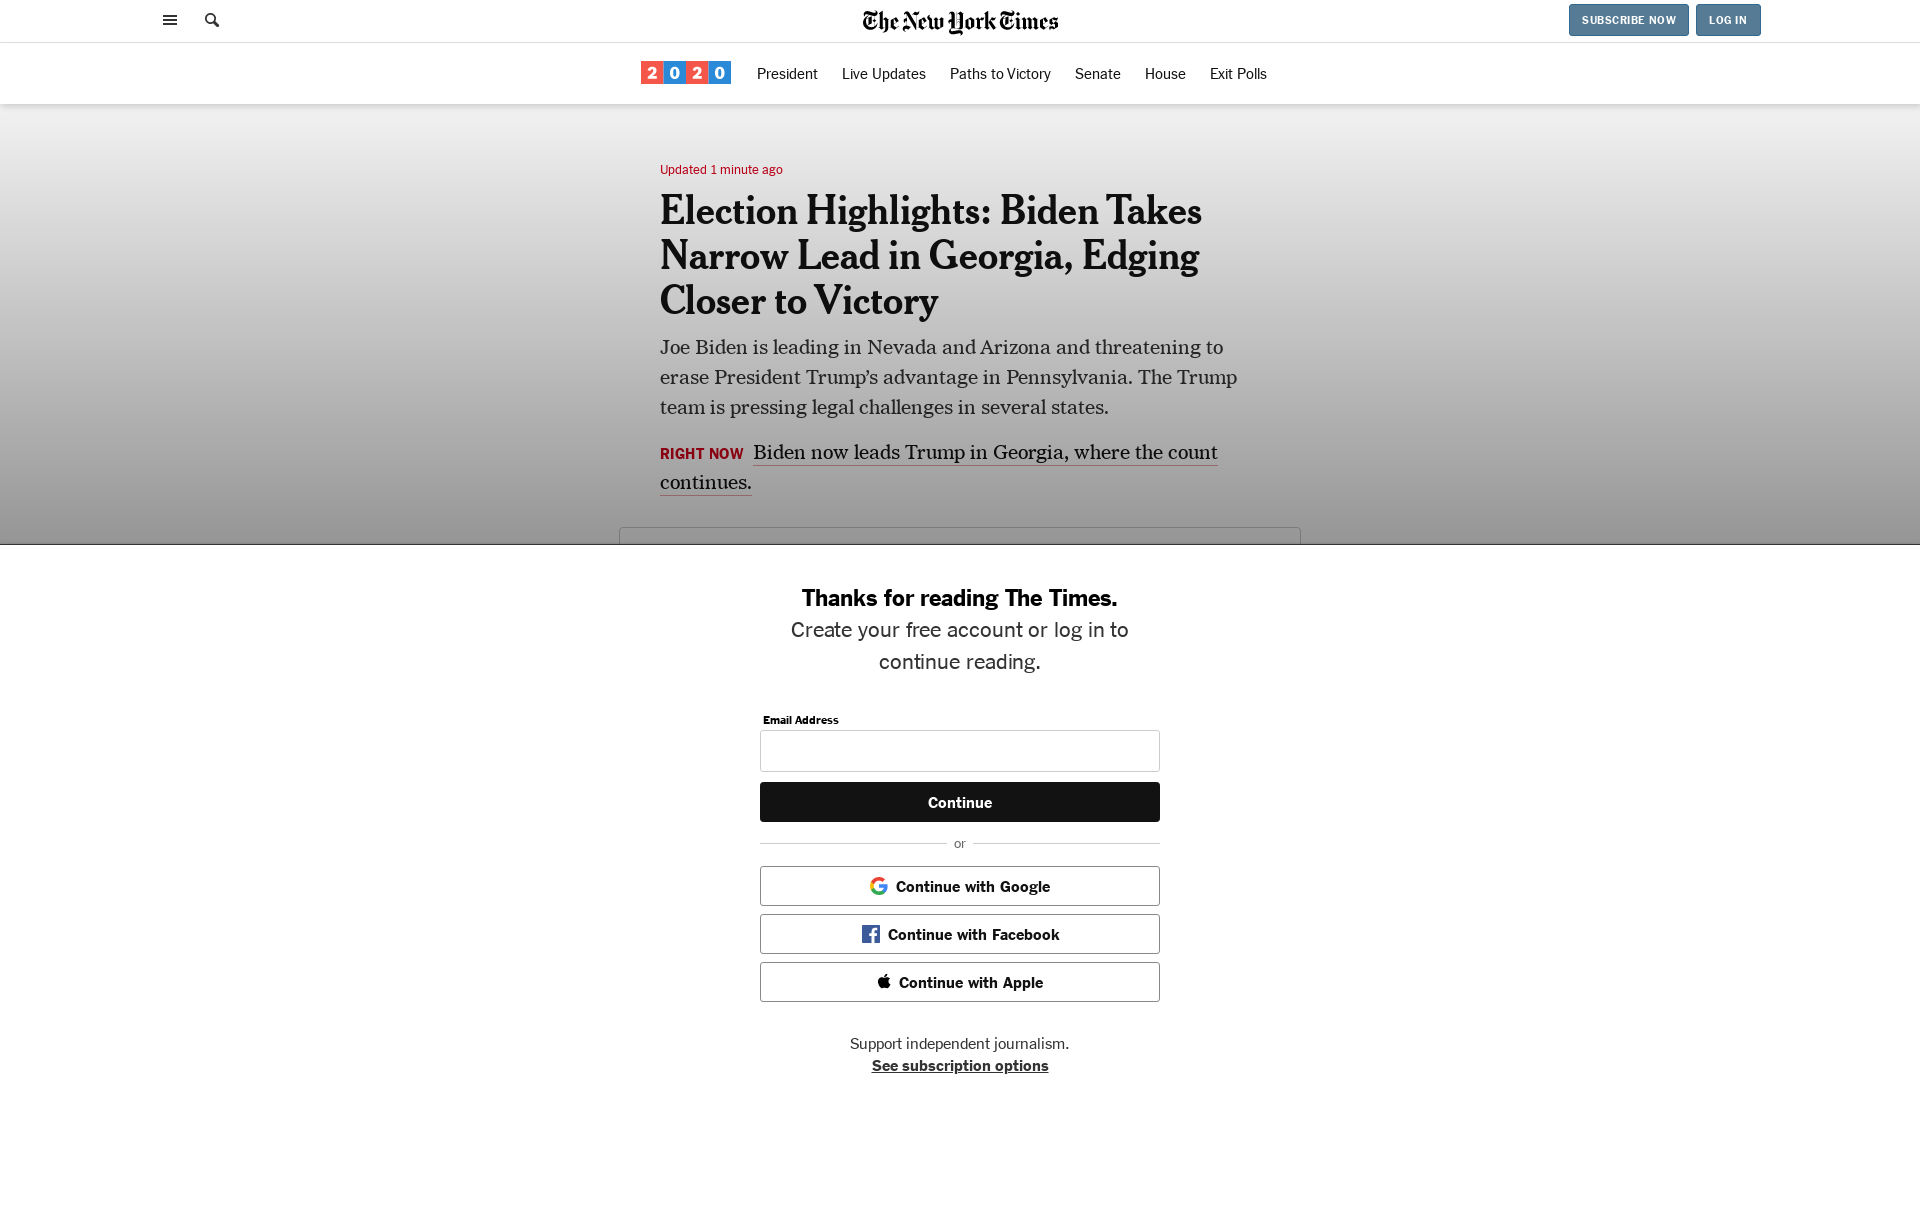 The New York Times
SUBSCRIBE NOW
LOG IN
2020
President
Live Updates
Paths to Victory
Senate
House
Exit Polls
Updated 1 minute ago
Election Highlights: Biden Takes
Narrow Lead in Georgia, Edging
Closer to Victory
Joe Biden is leading in Nevada and Arizona and threatening to
erase President Trump’s advantage in Pennsylvania. The Trump
team is pressing legal challenges in several states.
RIGHT NOW Biden now leads Trump in Georgia, where the count
continues.
Thanks for reading The Times.
Create your free account or log in to
continue reading.
Email Address
Continue
or
Continue with Google
Continue with Facebook
Continue with Apple
Support independent journalism.
See subscription options